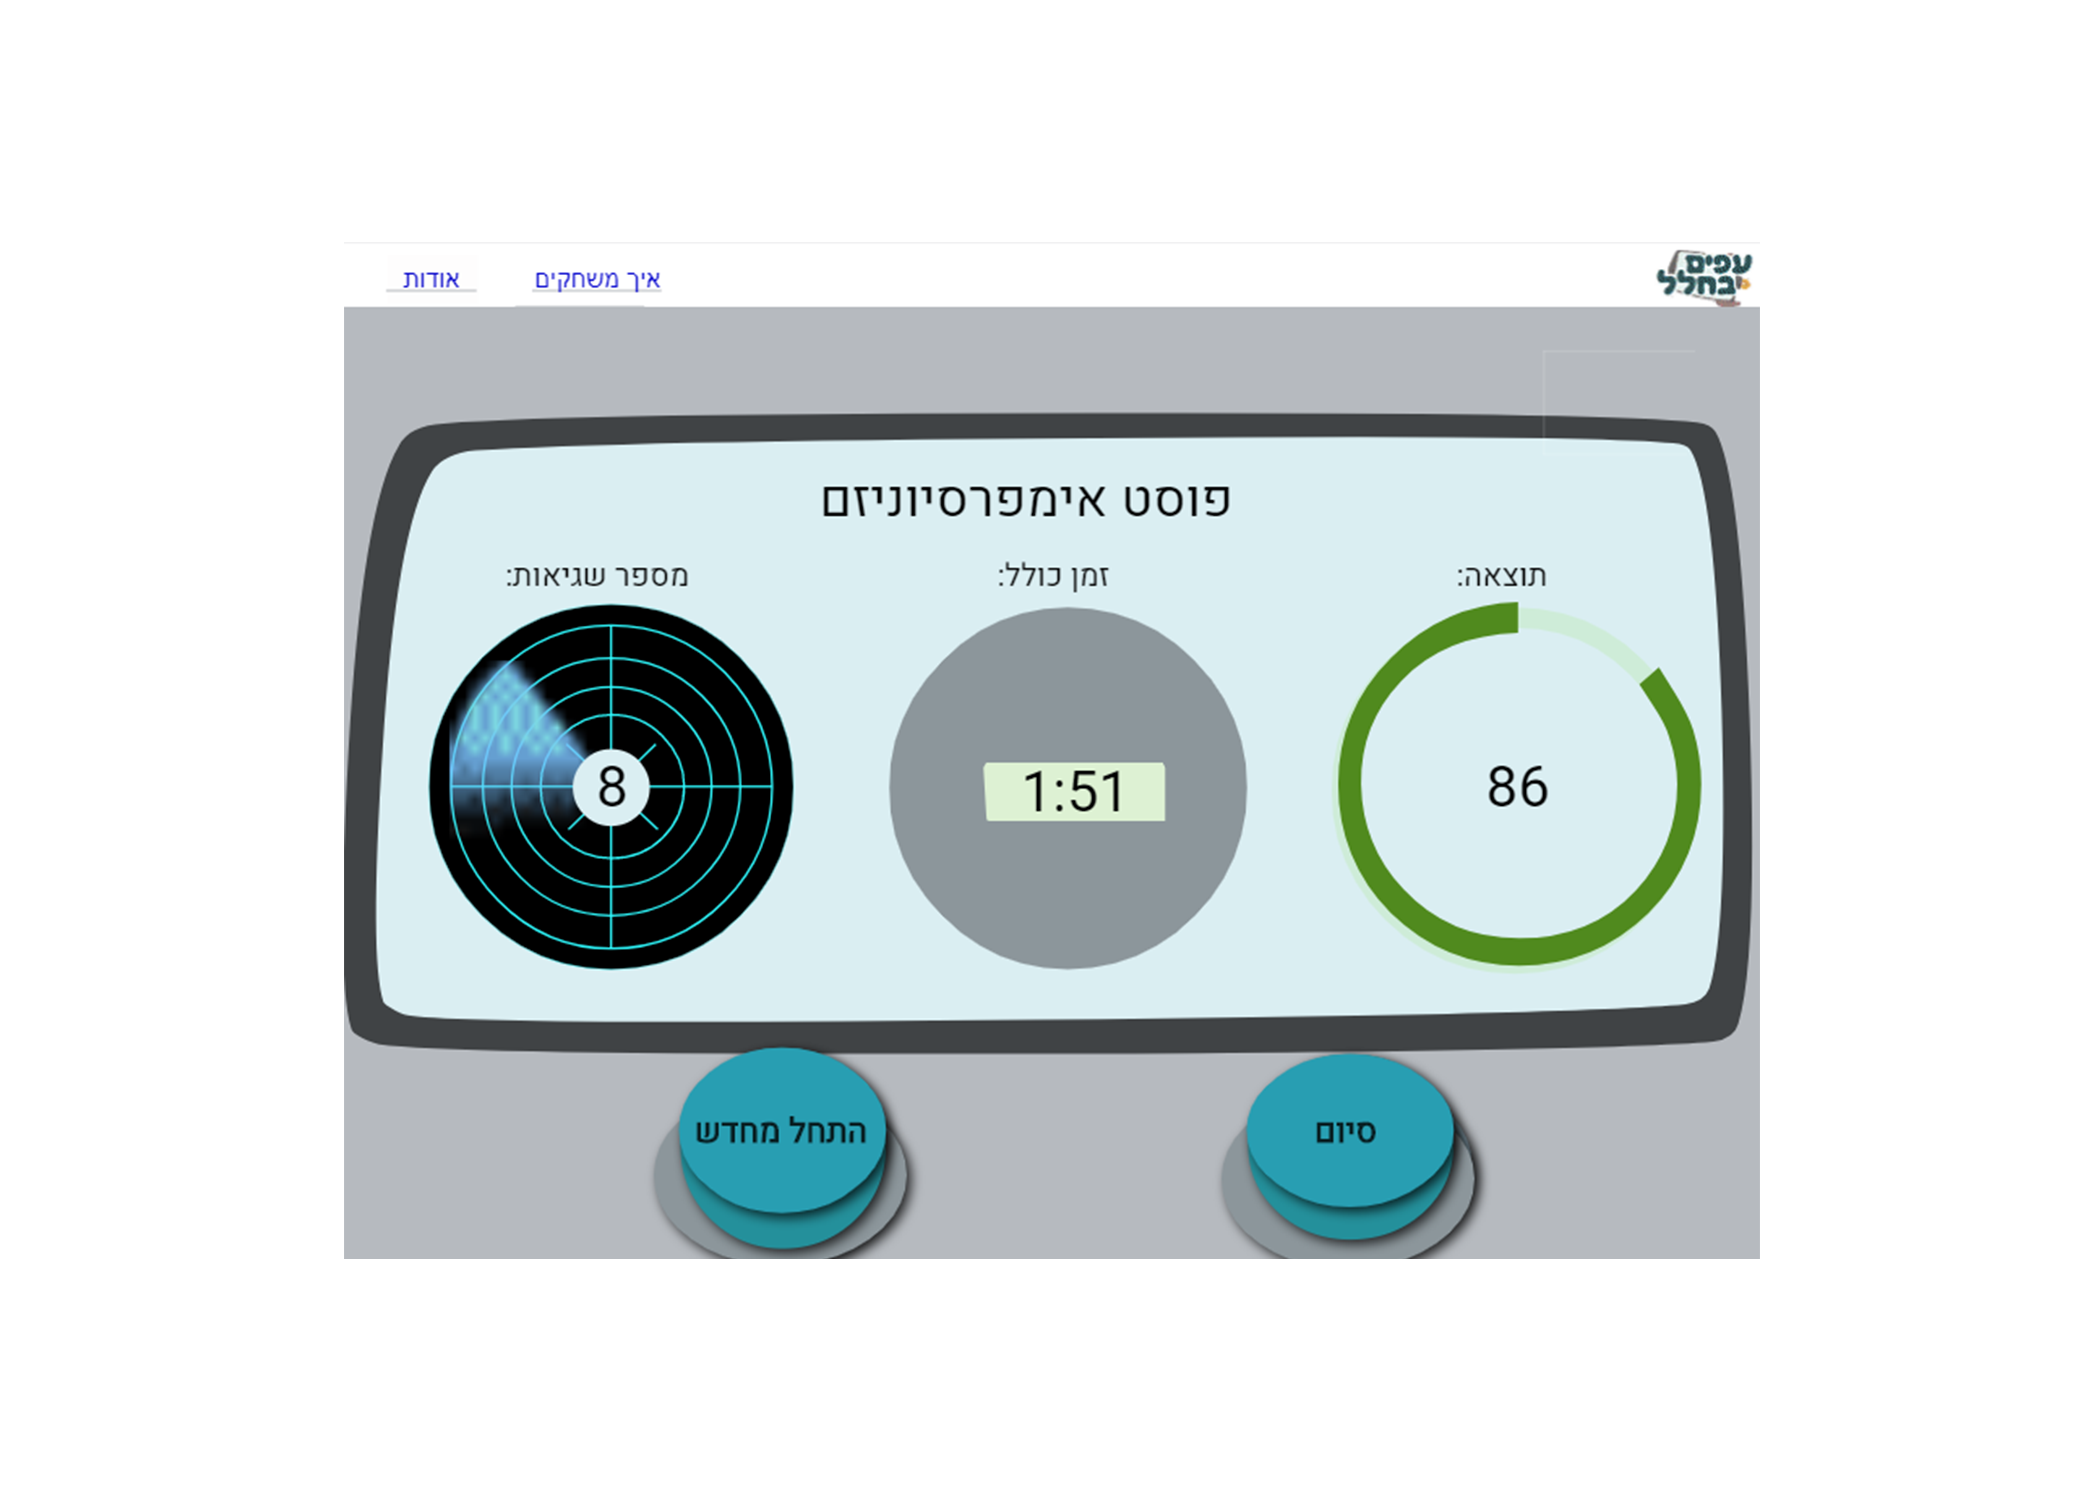 עפים
בחלל
איך משחקים
אודות
פוסט אימפרסיוניזם
תוצאה:
זמן כולל:
מספר שגיאות:
86
1:51
8
סיום
התחל מחדש